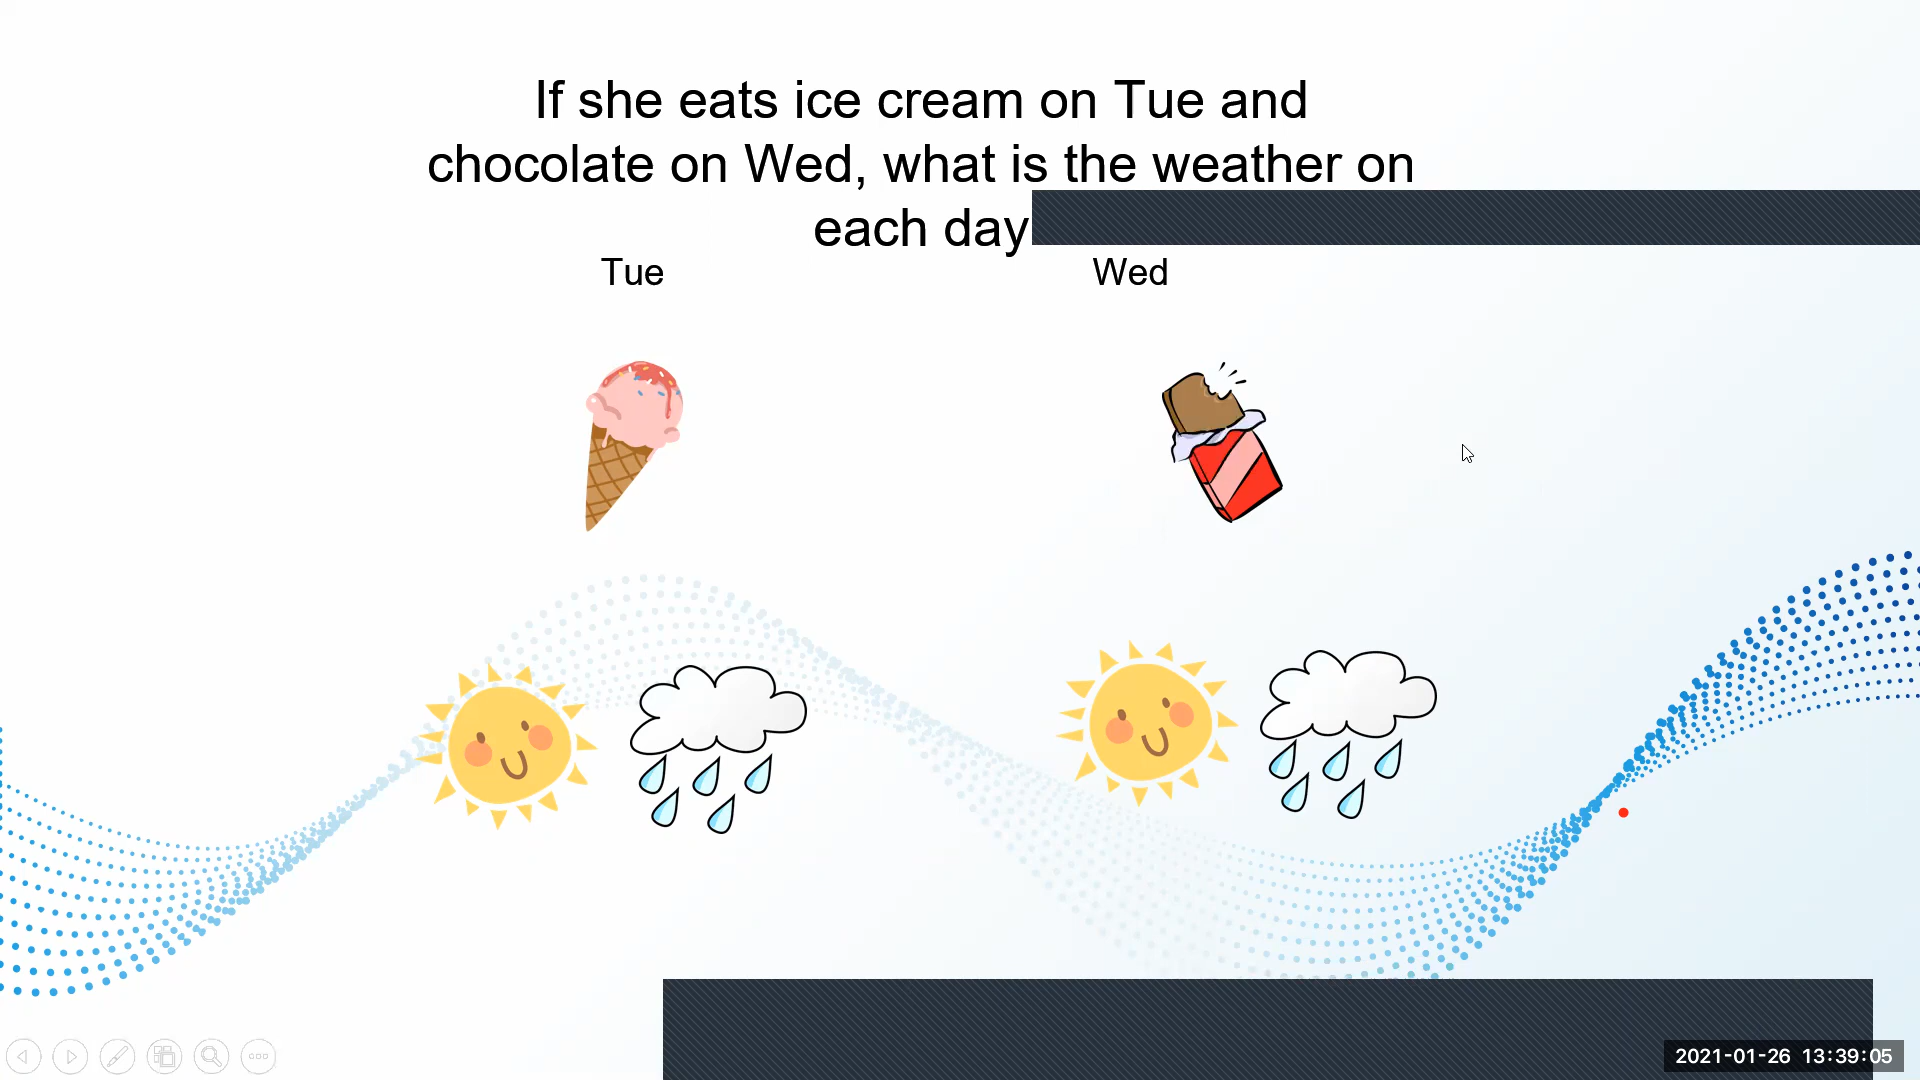 If she eats ice cream on Tue and
chocolate on Wed, what is the weather on
each day
Tue
Wed
2021-01-26 13:39:05